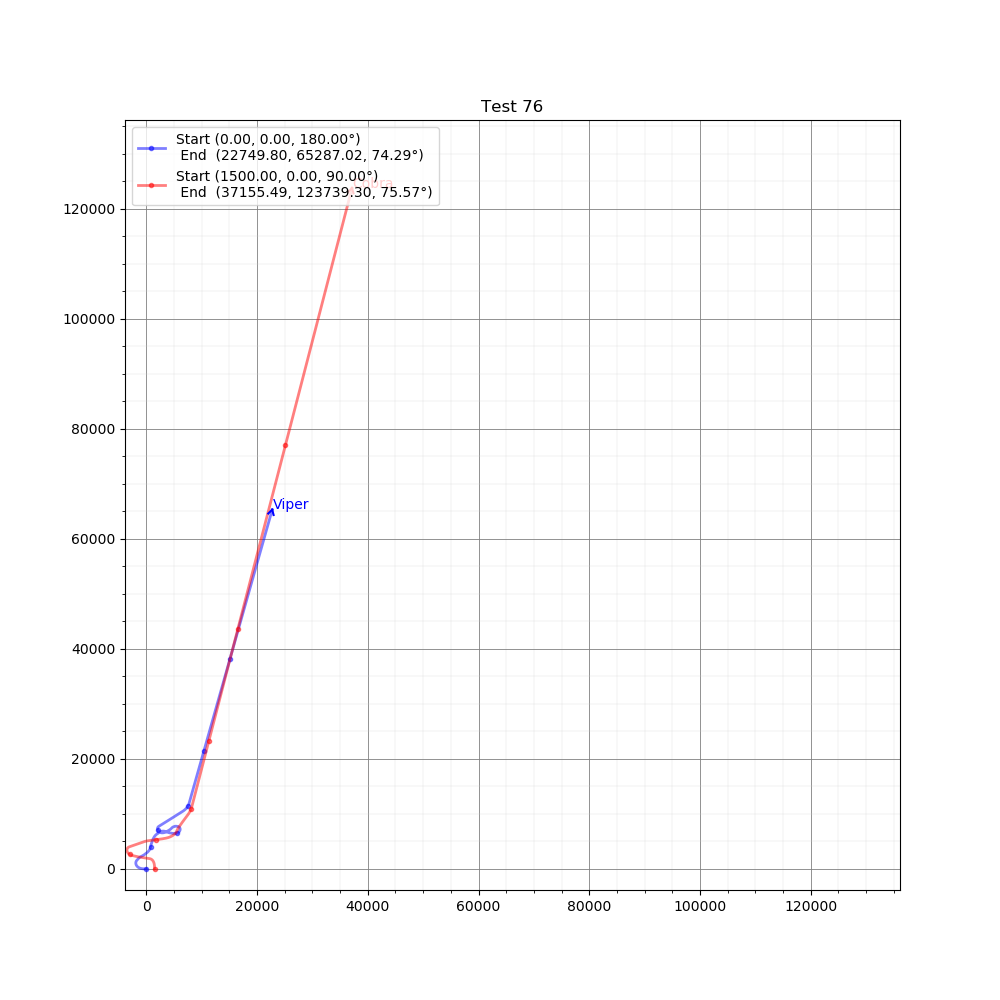 Test 76
Start (0.00, 0.00, 180.00°)
End (22749.80, 65287.02, 74.29°)
Start (1500.00, 0.00, 90.00°)
End (37155.49, 123739.30, 75.57°)
Viper
120000
100000
80000
60000
40000
20000
0
0 20000 40000 60000 80000 100000 120000